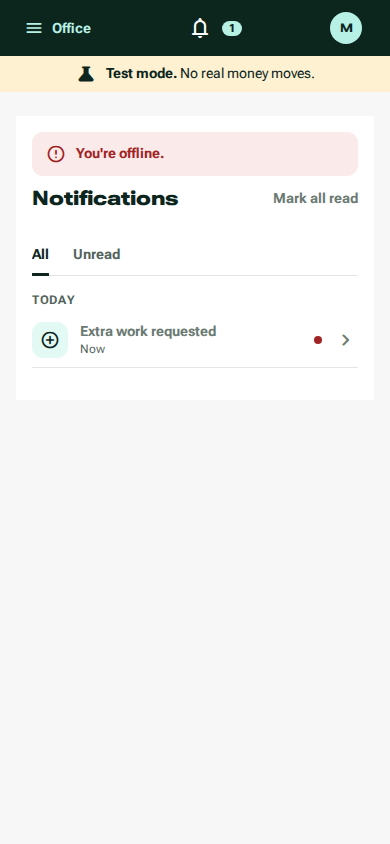 Office
1
M
Test mode. No real money moves.
You're offline.
Notifications
Mark all read
All
Unread
TODAY
Extra work requested
Now